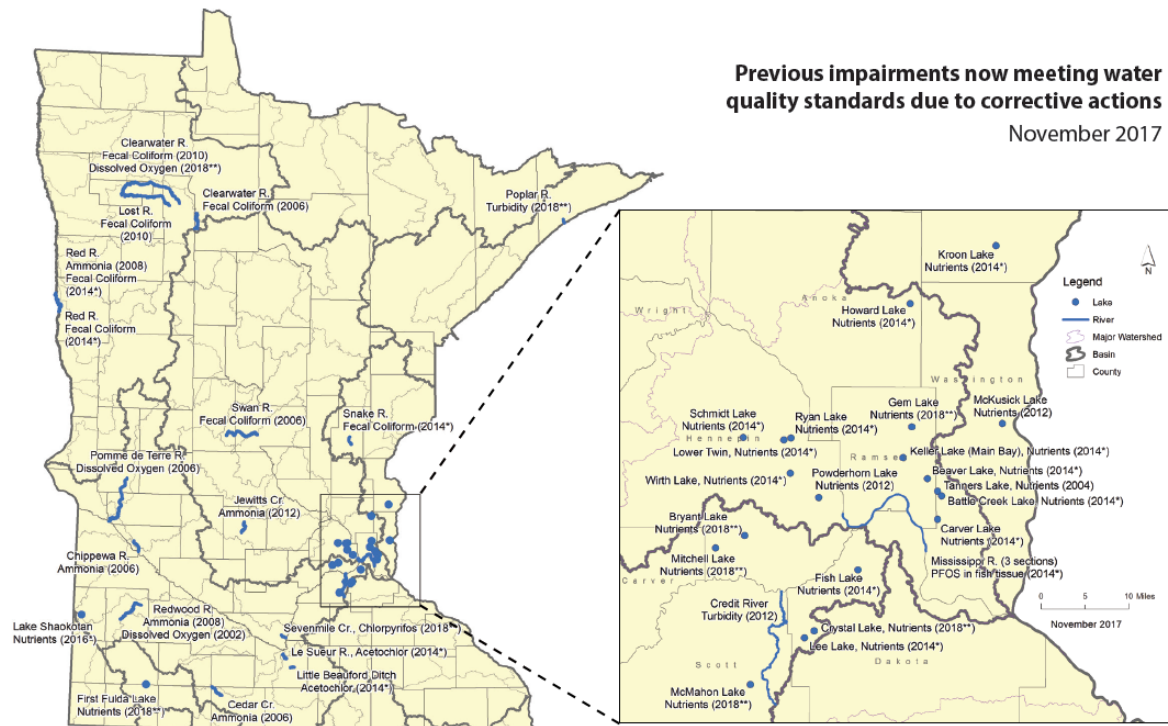 Previous impairments now meeting water
quality standards due to corrective actions
November 2017
Clearwater R.
Fecal Coliform (2010)
Dissolved Oxygen (2018**)
Clearwater R.
Fecal Coliform (2006)
Lost R.
Fecal Coliform
(2010)
Poplar R.
Turbidity (2018**)
Red R.
Ammonia (2008)
Fecal Coliform
(2014*)
Red R.
Fecal Coliform
(2014*)
Swan R.
Fecal Coliform (2006)
Snake R.
Fecal Coliform (2014*)
Pomme de Terre R.
Dissolved Oxygen (2006)
Jewitts Cr.
Ammonia (2012)
Chippewa R.
Ammonia (2006)
Lake Shaokotan
Nutrients (2016*)
Redwood R.
Ammonia (2008)
Dissolved Oxygen (2002)
Sevenmile Cr., Chlorpyrifos (2018**)
Le Sueur R., Acetochlor (2014*)
Little Beauford Ditch
Acetochlor (2014*)
First Fulda Lake
Nutrients (2018**)
Cedar Cr.
Ammonia (2006)
Kroon Lake
Nutrients (2014*)
N
Legend
Lake
River
Major Watershed
Basin
County
Anoka
Wright
Howard Lake
Nutrients (2014*)
Washington
Gem Lake
Nutrients (2018**)
McKusick Lake
Nutrients (2012)
Schmidt Lake
Nutrients (2014*)
Ryan Lake
Nutrients (2014*)
Hennepin
Lower Twin, Nutrients (2014*)
Ramsey
Keller Lake (Main Bay), Nutrients (2014*)
Wirth Lake, Nutrients (2014*)
Powderhorn Lake
Nutrients (2012)
Beaver Lake, Nutrients (2014*)
Tanners Lake, Nutrients (2004)
Battle Creek Lake, Nutrients (2014*)
Bryant Lake
Nutrients (2018**)
Carver Lake
Nutrients (2014*)
Mitchell Lake
Nutrients (2018**)
Mississippi R. (3 sections)
PFOS in fish tissue (2014*)
Carver
Fish Lake
Nutrients (2014*)
0 5 10 Miles
November 2017
Credit River
Turbidity (2012)
Crystal Lake, Nutrients (2018**)
Lee Lake, Nutrients (2014*)
Scott
Dakota
McMahon Lake
Nutrients (2018**)